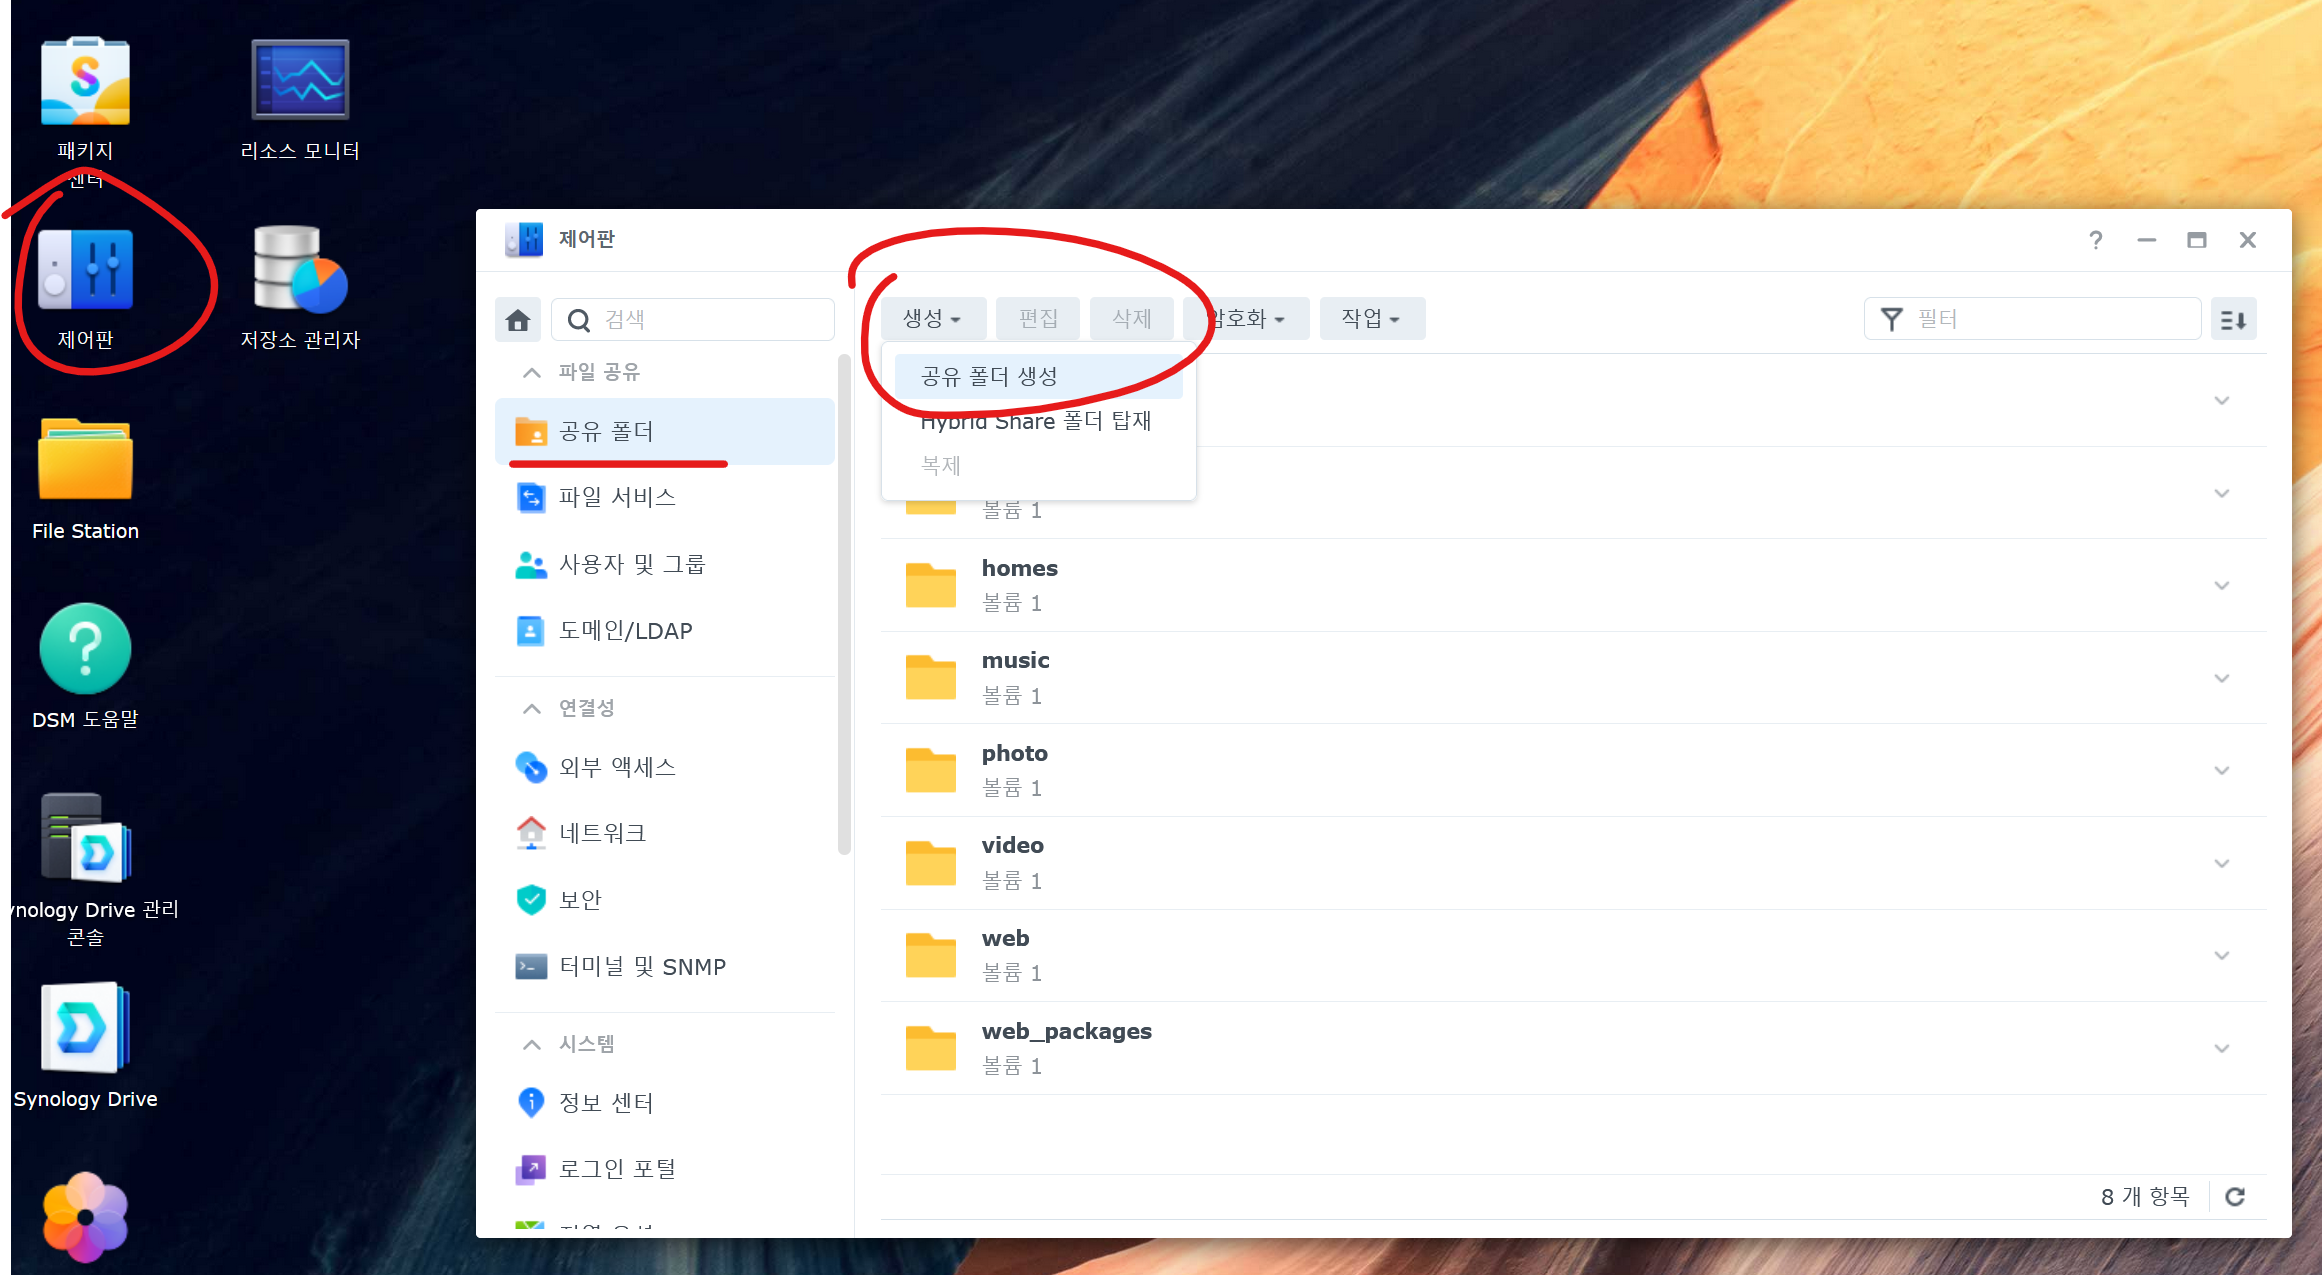 패키지
센터
리소스 모니터
제어판
저장소 관리자
File Station
DSM 도움말
ynology Drive 관리
콘솔
Synology Drive
제어판
검색
파일 공유
공유 폴더
파일 서비스
사용자 및 그룹
도메인/LDAP
연결성
외부 액세스
네트워크
보안
터미널 및 SNMP
시스템
정보 센터
로그인 포털
생성 편집 삭제 암호화 작업
필터
공유 폴더 생성
Hybrid Share 폴더 탑재
복제
볼륨 1
homes
볼륨 1
music
볼륨 1
photo
볼륨 1
video
볼륨 1
web
볼륨 1
web_packages
볼륨 1
8 개 항목